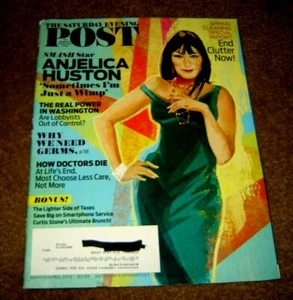 THE SATURDAY EVENING
POST
SPRING
CLEANING
SPECIAL
REPORT!
End
Clutter
Now!
SMASH Star
ANJELICA
HUSTON
'Sometimes I'm
Just a Wimp'
THE REAL POWER
IN WASHINGTON
Are Lobbyists
Out of Control?
WHY
WE NEED
GERMS,
HOW DOCTORS DIE
At Life's End,
Most Choose Less Care,
Not More
BONUS!
The Lighter Side of Taxes
Save Big on Smartphone Service
Curtis Stone's Ultimate Brunch!